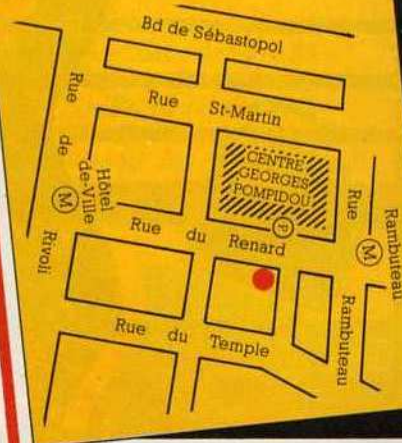 Bd de Sébastopol
Rue St-Martin
Rue de Rivoli
Hôtel
de-Ville
M
CENTRE
GEORGES
POMPIDOU
P
Rue Rambuteau
Rambuteau
M
Rue du Renard
Rue du Temple